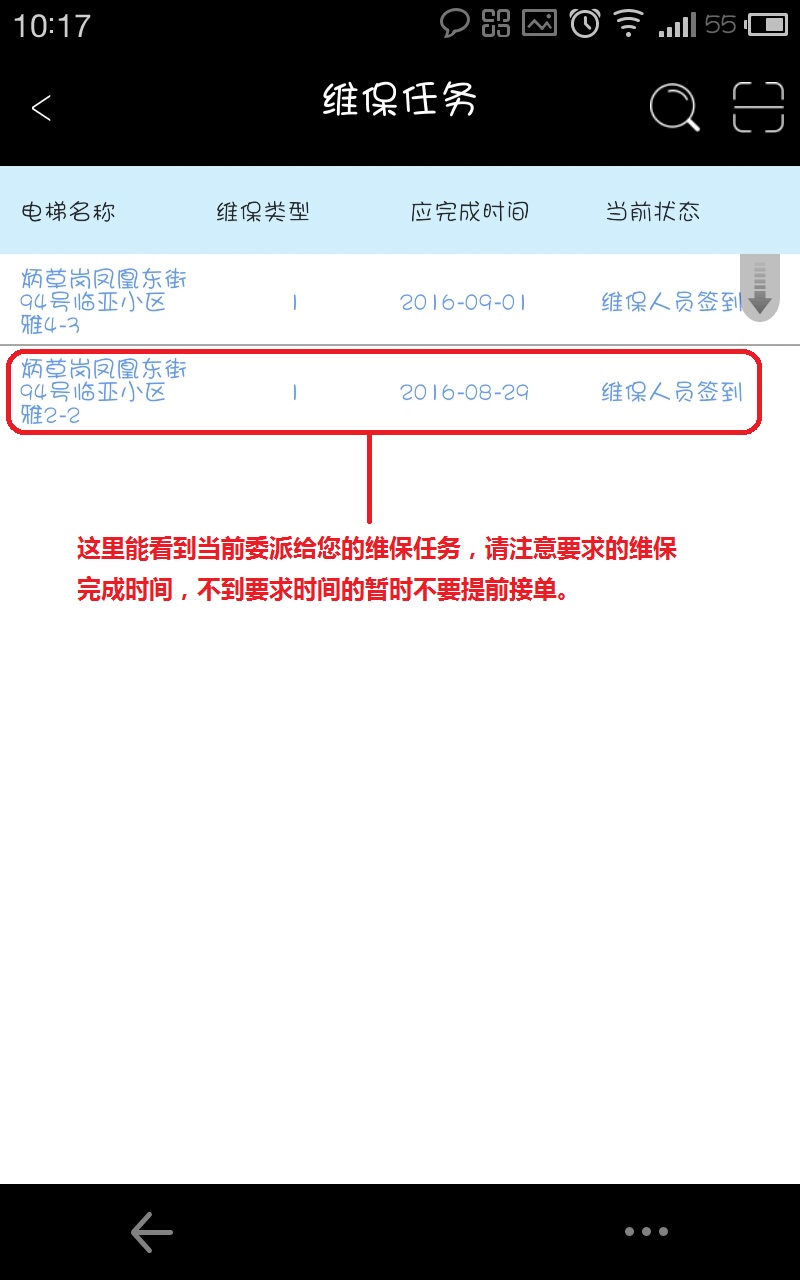 10:17
55
维保任务
电梯名称 维保类型 应完成时间 当前状态
炳草岗凤凰东街
94号临亚小区 1 2016-09-01 维保人员签到
雅4-3
炳草岗凤凰东街
94号临亚小区 1 2016-08-29 维保人员签到
雅2-2
这里能看到当前委派给您的维保任务，请注意要求的维保
完成时间，不到要求时间的暂时不要提前接单。